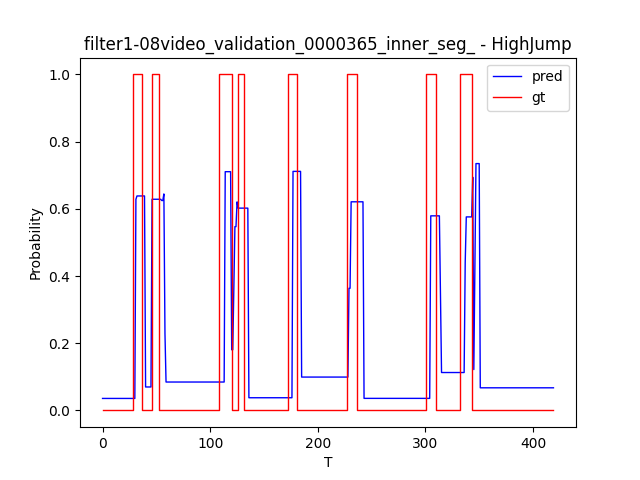 filter1-08video_validation_0000365_inner_seg_ - HighJump
pred
gt
1.0
0.8
0.6
0.4
0.2
0.0
Probability
0
100
200
300
400
T